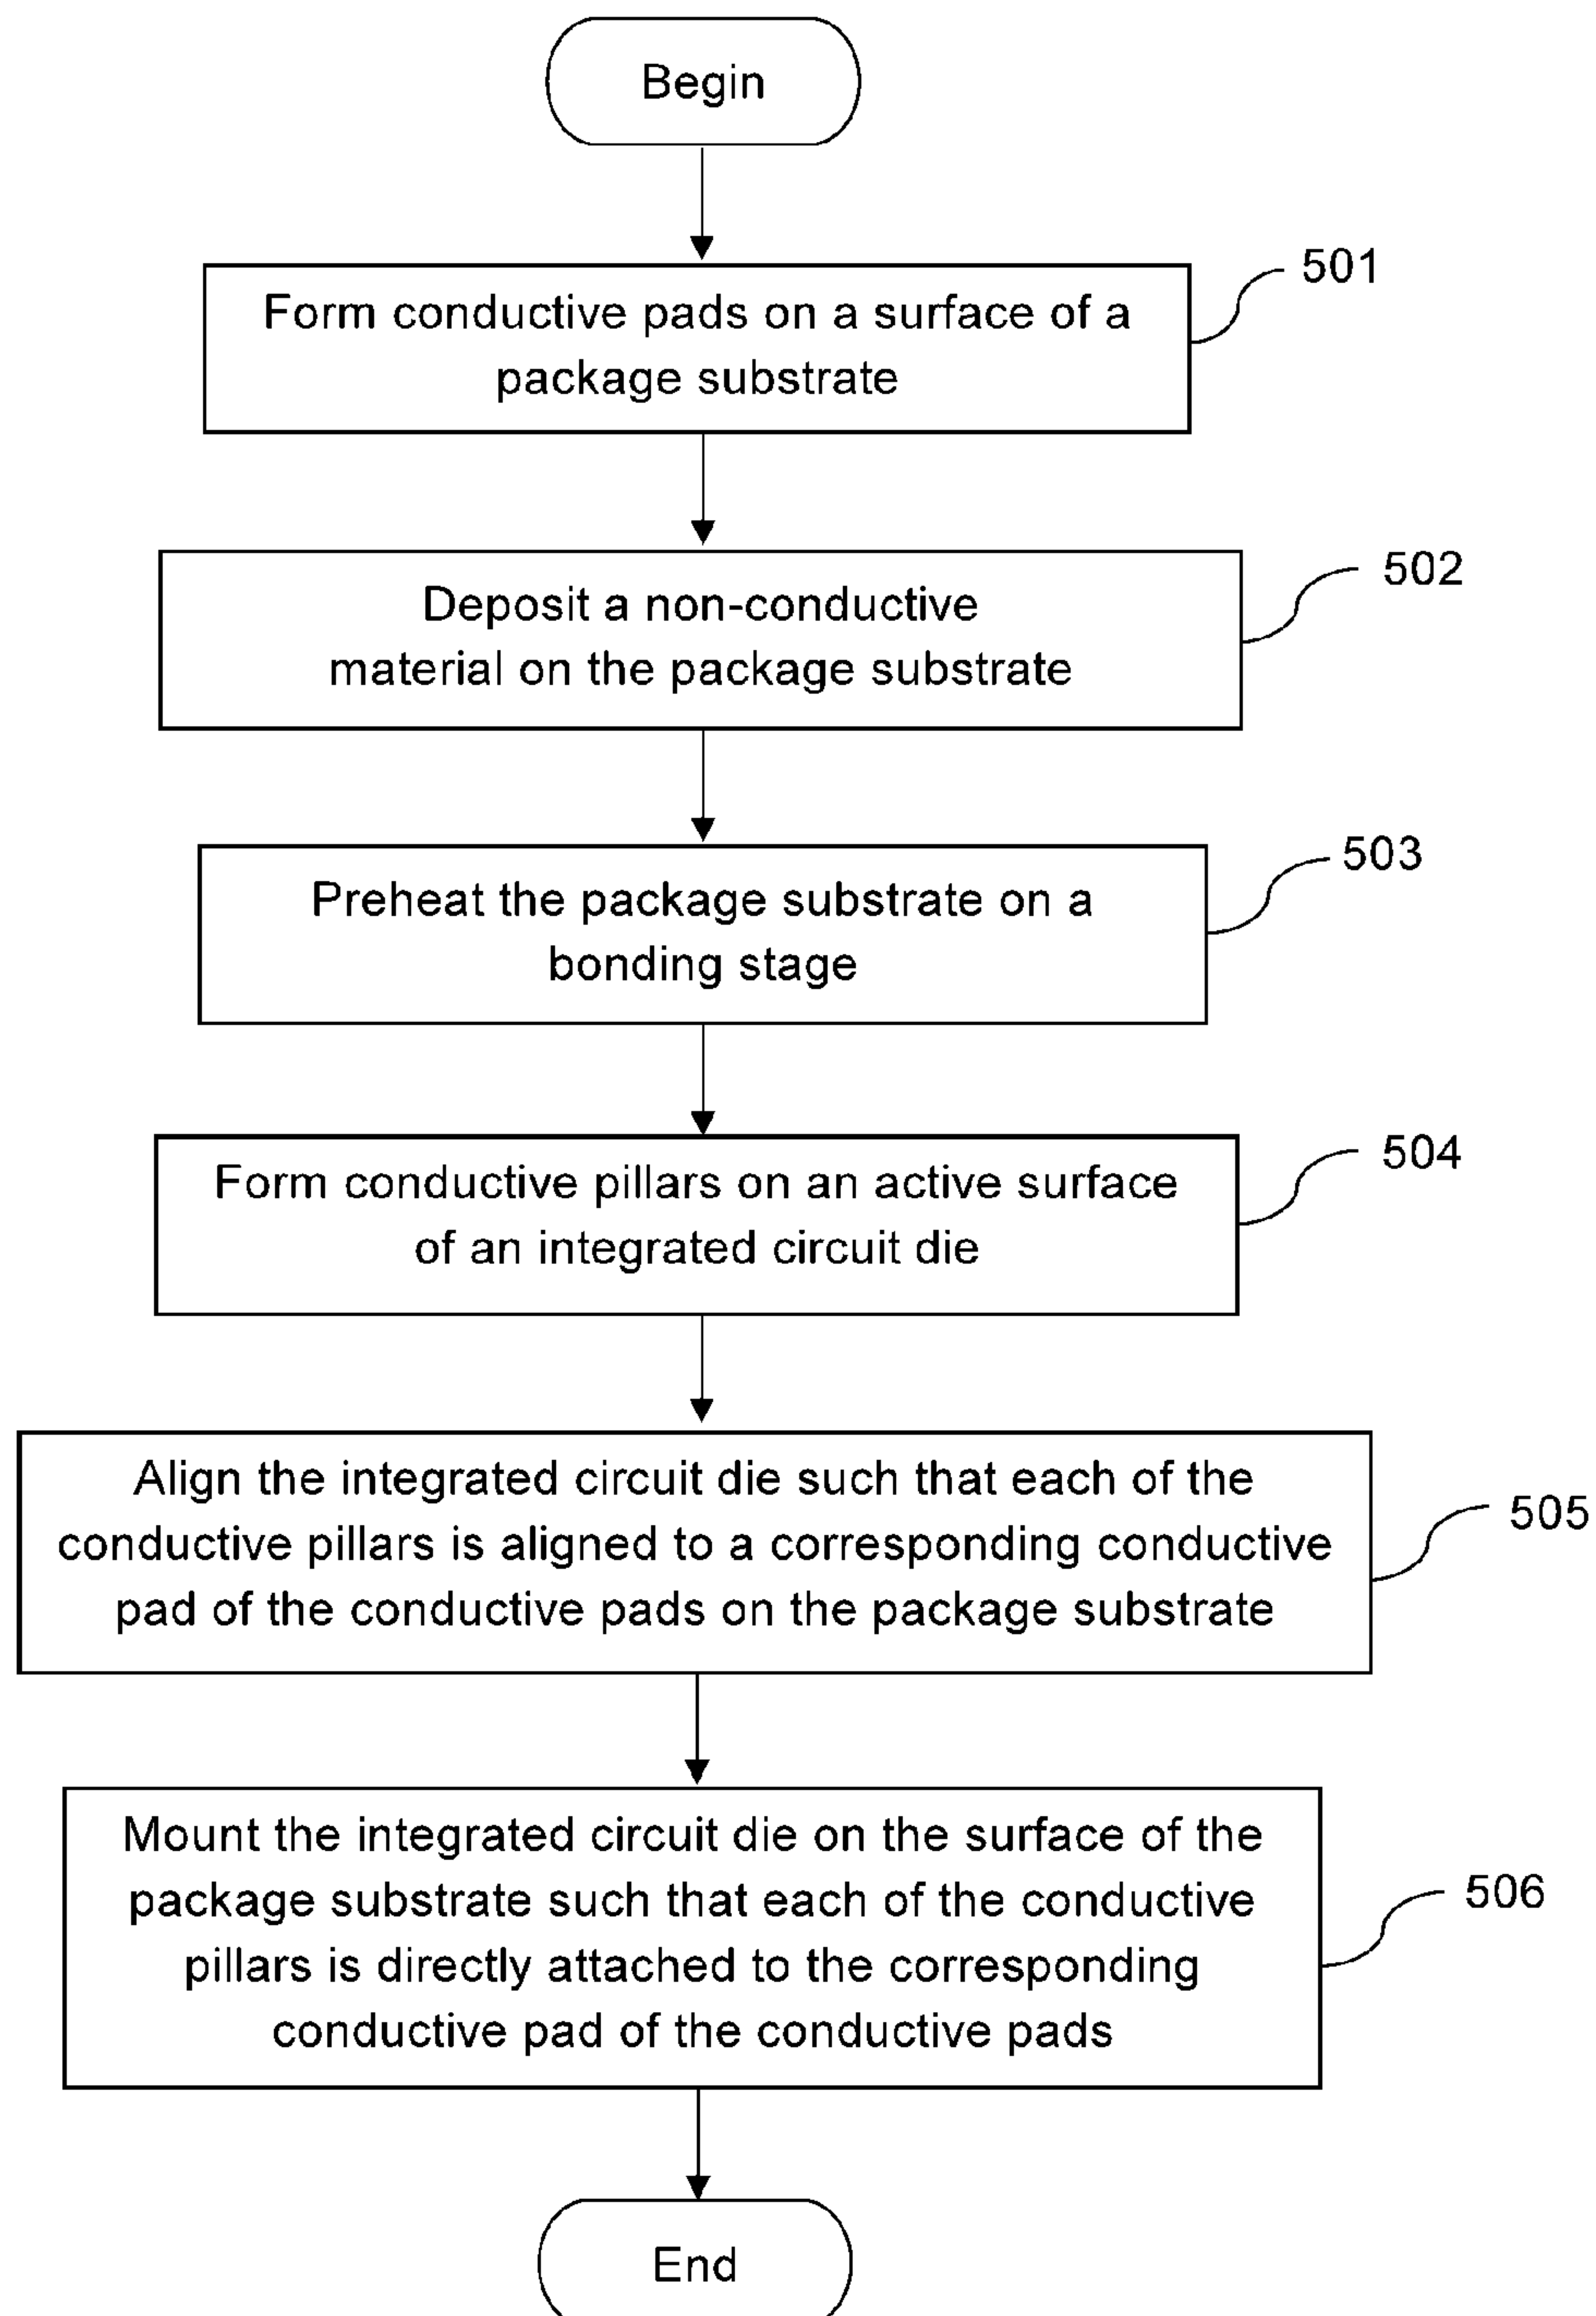 Begin
501
Form conductive pads on a surface of a
package substrate
502
Deposit a non-conductive
material on the package substrate
503
Preheat the package substrate on a
bonding stage
504
Form conductive pillars on an active surface
of an integrated circuit die
Align the integrated circuit die such that each of the
505
conductive pillars is aligned to a corresponding conductive
pad of the conductive pads on the package substrate
Mount the integrated circuit die on the surface of the
506
package substrate such that each of the conductive
pillars is directly attached to the corresponding
conductive pad of the conductive pads
End